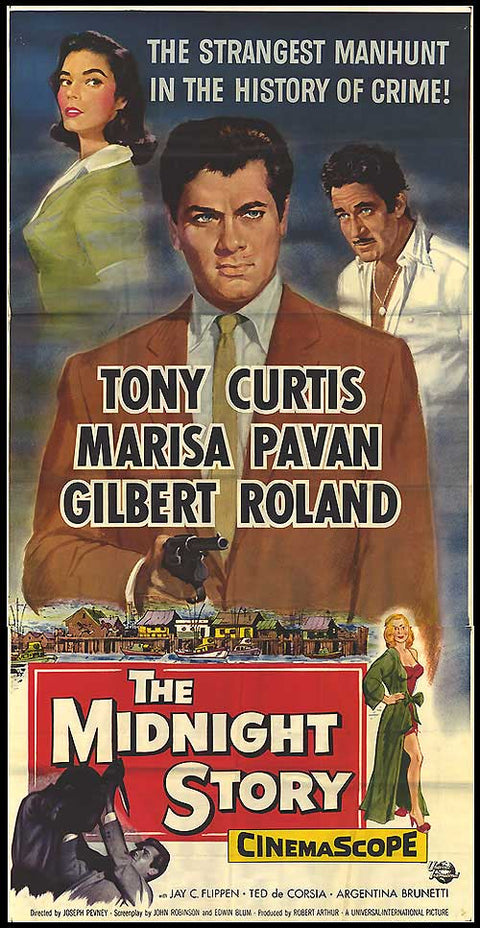 THE STRANGEST MANHUNT
IN THE HISTORY OF CRIME!
TONY CURTIS
MARISA PAVAN
GILBERT ROLAND
THE
MIDNIGHT
STORY
CINEMASCOPE
with JAY C. FLIPPEN • TED de CORSIA • ARGENTINA BRUNETTI
Directed by JOSEPH PEVNEY • Screenplay by JOHN ROBINSON and EDWIN BLUM • Produced by ROBERT ARTHUR • A UNIVERSAL-INTERNATIONAL PICTURE